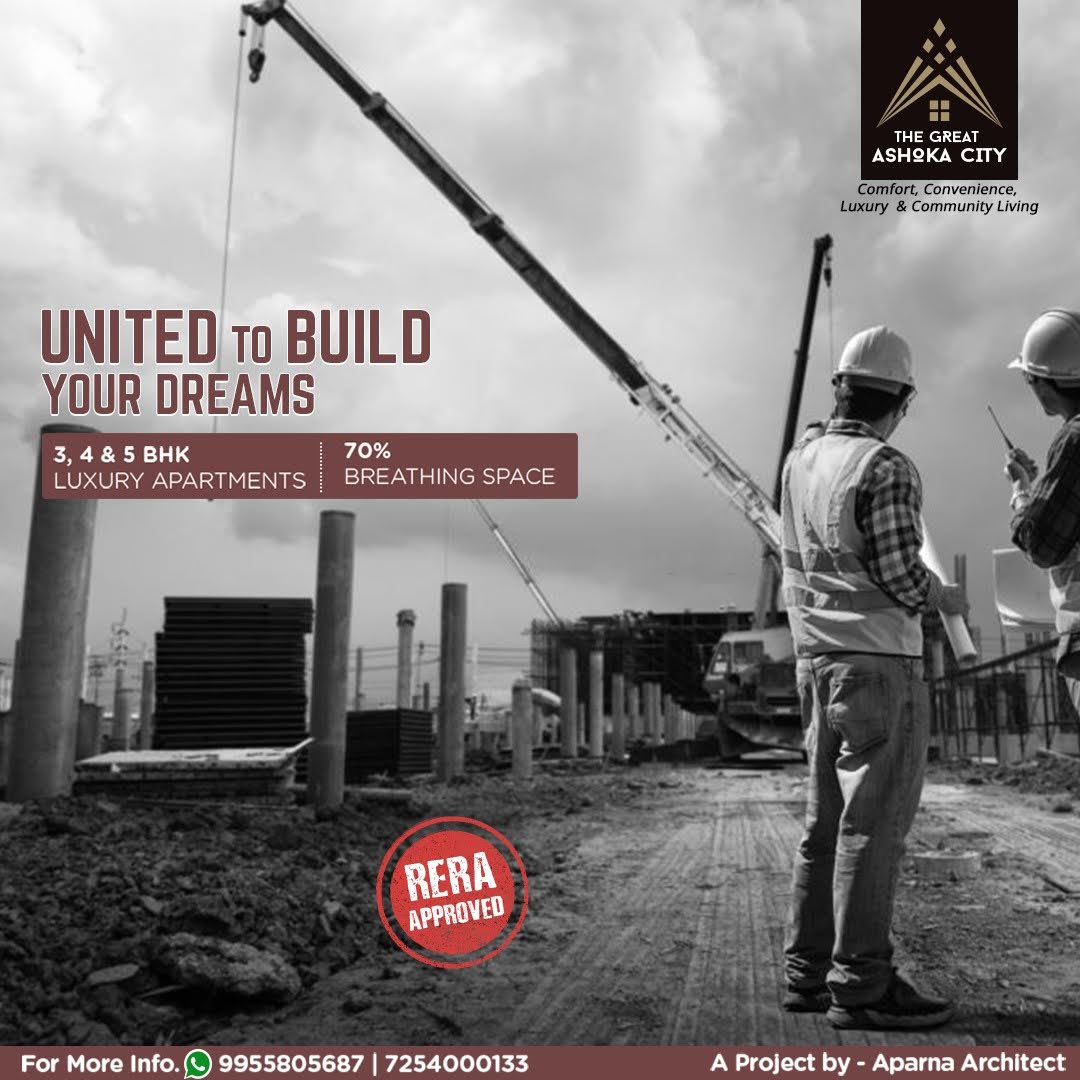 THE GREAT
ASHOKA CITY
Comfort, Convenience,
Luxury & Community Living
UNITED TO BUILD
YOUR DREAMS
3, 4 & 5 BHK
LUXURY APARTMENTS
70%
BREATHING SPACE
RERA
APPROVED
For More Info. 9955805687 | 7254000133
A Project by - Aparna Architect